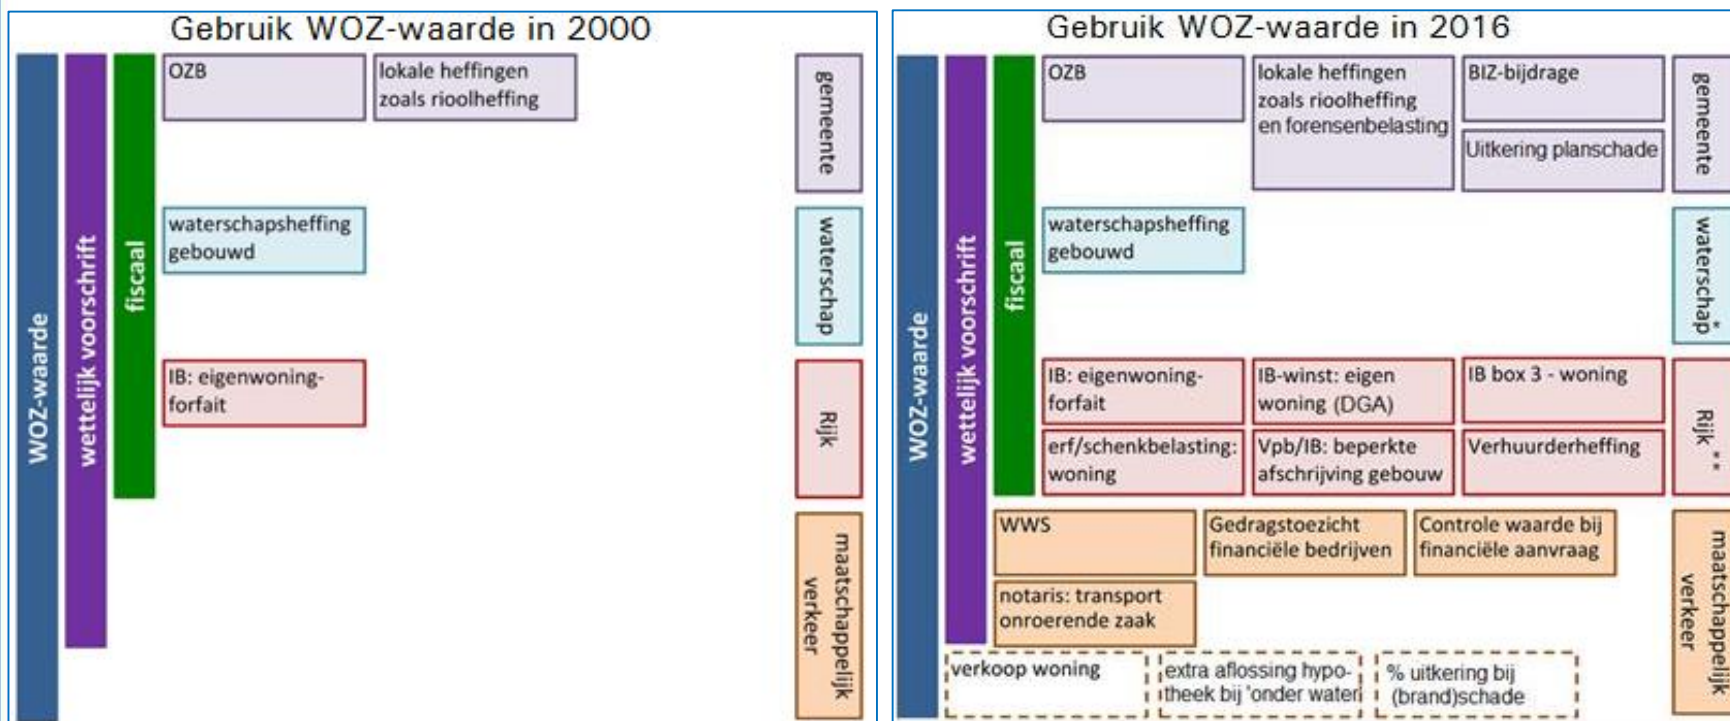 Gebruik WOZ-waarde in 2000
WOZ-waarde
wettelijk voorschrift
fiscaal
OZB
lokale heffingen
zoals rioolheffing
gemeente
waterschapsheffing
gebouwd
waterschap
IB: eigenwoning-
forfait
Rijk
maatschappelijk
verkeer
Gebruik WOZ-waarde in 2016
WOZ-waarde
wettelijk voorschrift
fiscaal
OZB
lokale heffingen
zoals rioolheffing
en forensenbelasting
BIZ-bijdrage
Uitkering planschade
gemeente
waterschapsheffing
gebouwd
waterschap*
IB: eigenwoning-
forfait
IB-winst: eigen
woning (DGA)
IB box 3 - woning
erf/schenkbelasting:
woning
Vpb/IB: beperkte
afschrijving gebouw
Verhuurderheffing
Rijk **
WWS
Gedragstoezicht
financiële bedrijven
Controle waarde bij
financiële aanvraag
notaris: transport
onroerende zaak
maatschappelijk
verkeer
verkoop woning
extra aflossing hypo-
theek bij 'onder water'
% uitkering bij
(brand)schade